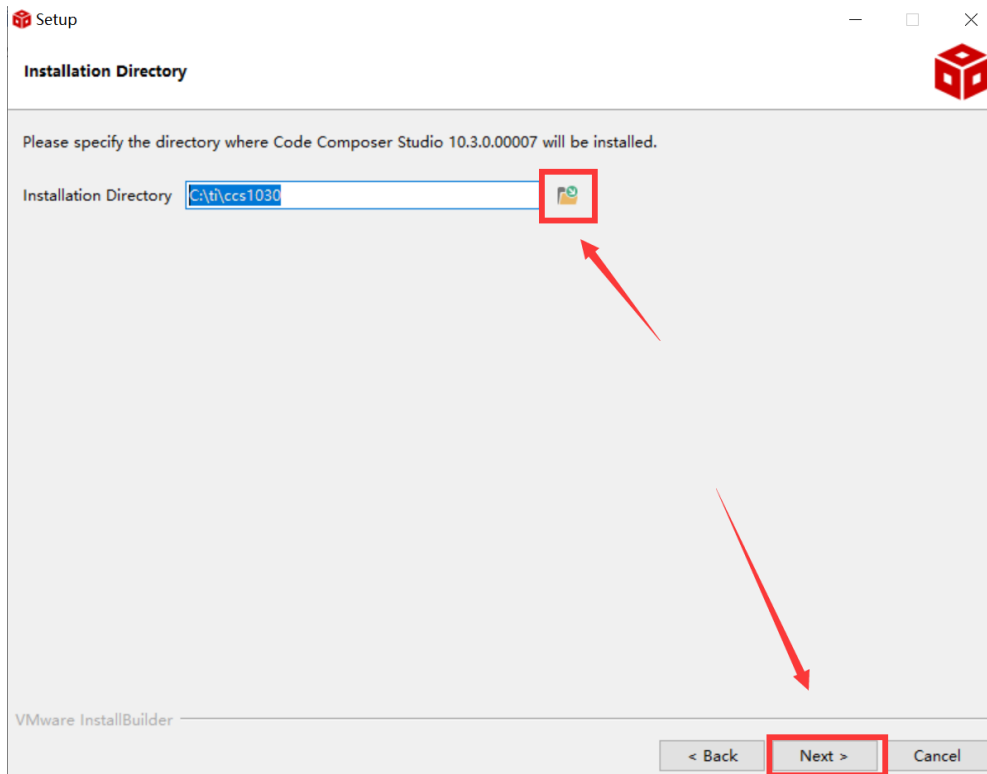 Setup
Installation Directory
Please specify the directory where Code Composer Studio 10.3.0.00007 will be installed.
Installation Directory C:\ti\ccs1030
VMware InstallBuilder
< Back Next > Cancel